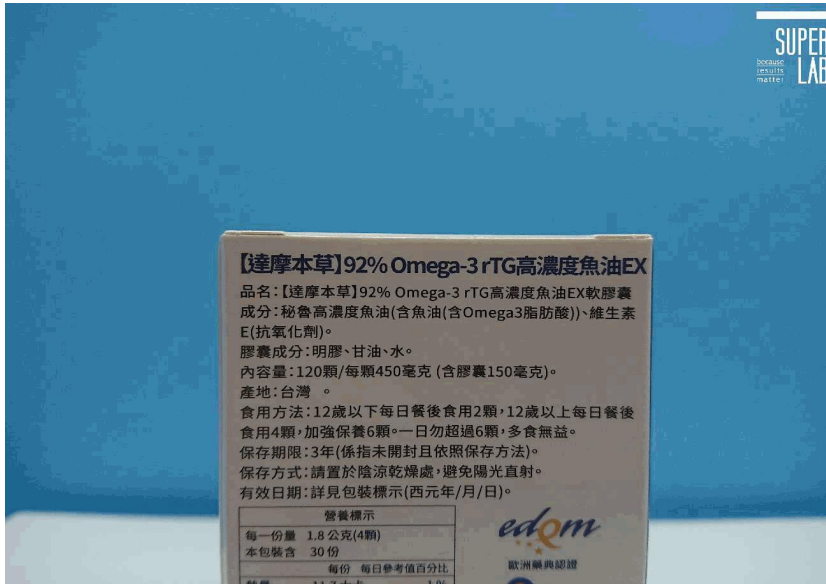 SUPER
LAB
because
results
matter
【達摩本草】92% Omega-3 rTG高濃度魚油EX
品名：【達摩本草】92% Omega-3 rTG高濃度魚油EX軟膠囊
成分：秘魯高濃度魚油(含魚油(含Omega3脂肪酸))、維生素
E(抗氧化劑)。
膠囊成分：明膠、甘油、水。
內容量：120顆/每顆450毫克 (含膠囊150毫克)。
產地：台灣 。
食用方法：12歲以下每日餐後食用2顆，12歲以上每日餐後
食用4顆，加強保養6顆。一日勿超過6顆，多食無益。
保存期限：3年(係指未開封且依照保存方法)。
保存方式：請置於陰涼乾燥處，避免陽光直射。
有效日期：詳見包裝標示(西元年/月/日)。
營養標示
每一份量 1.8 公克(4顆)
本包裝含 30 份
每份 每日參考值百分比
edqm
歐洲藥典認證